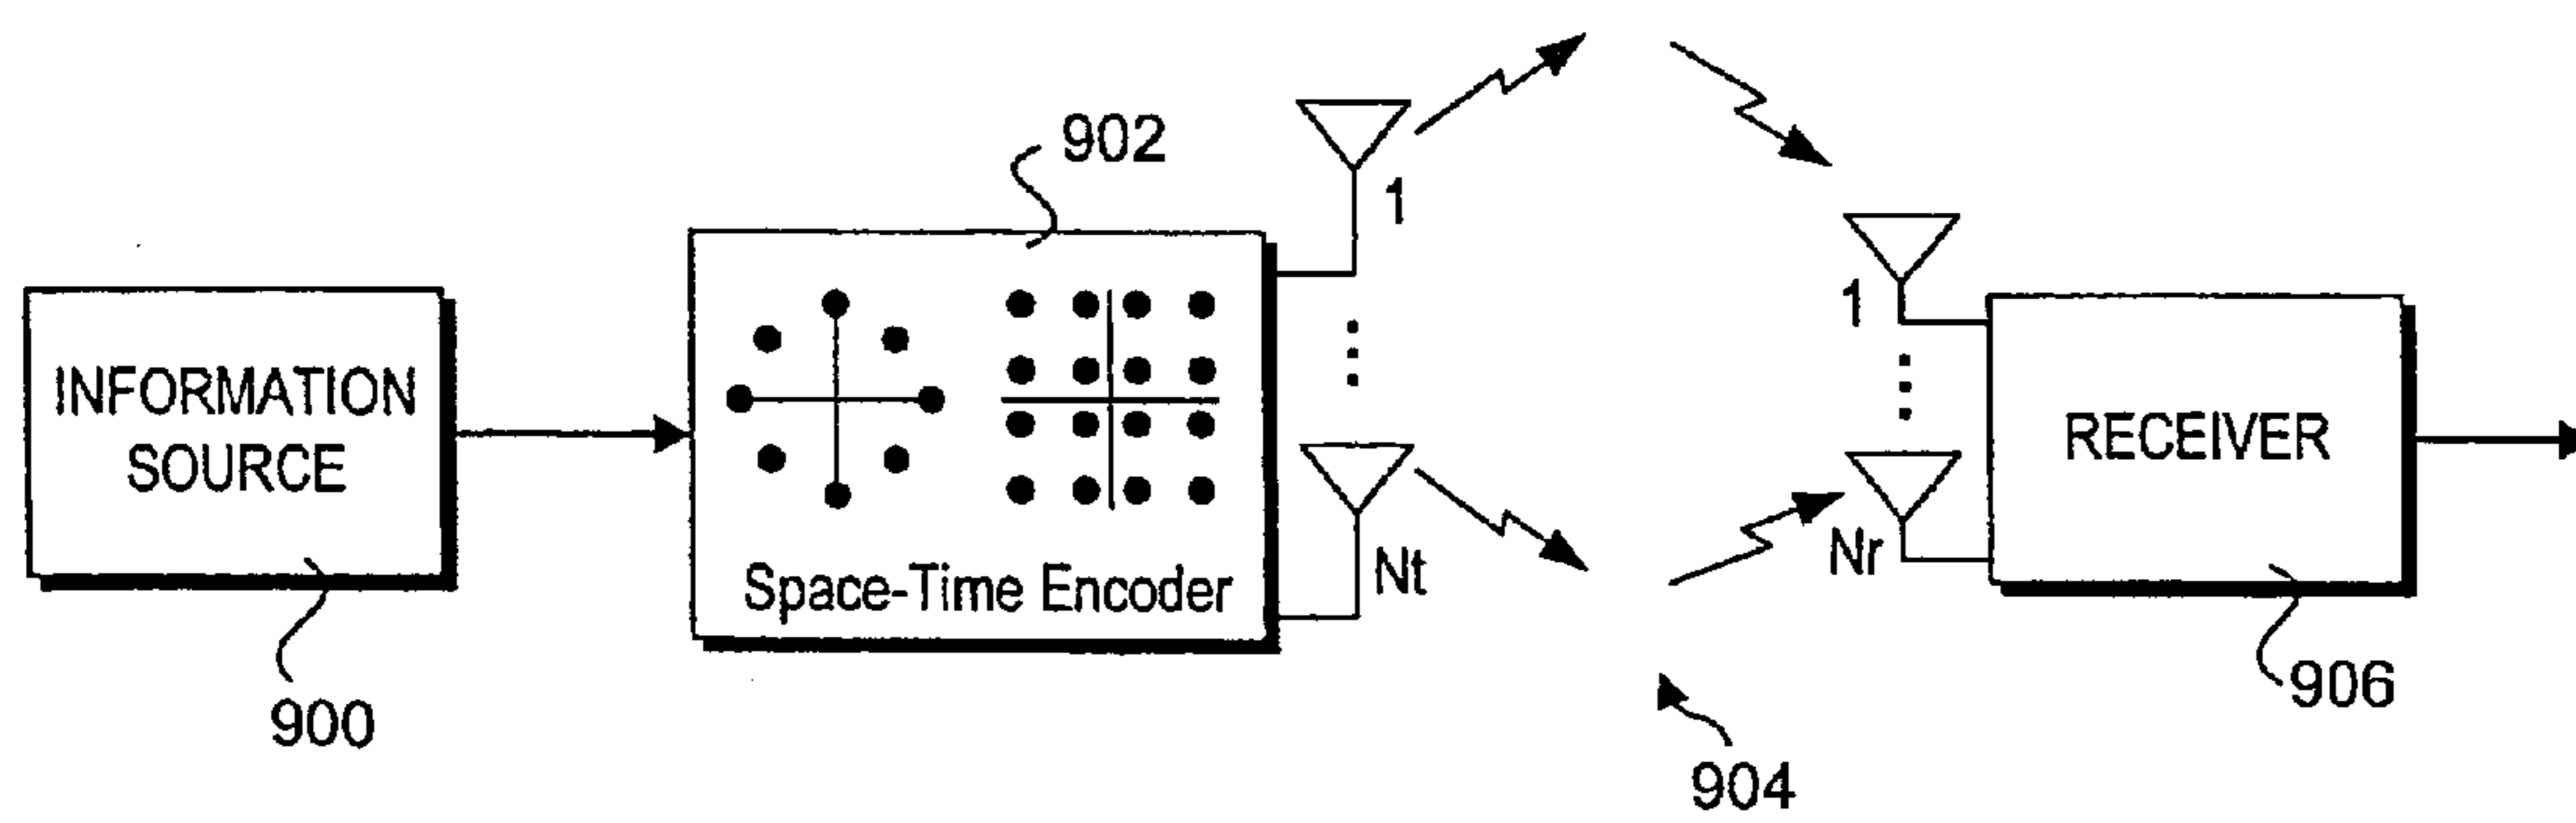 902
1
1
INFORMATION
SOURCE
RECEIVER
Space-Time Encoder
Nt
Nr
900
906
904